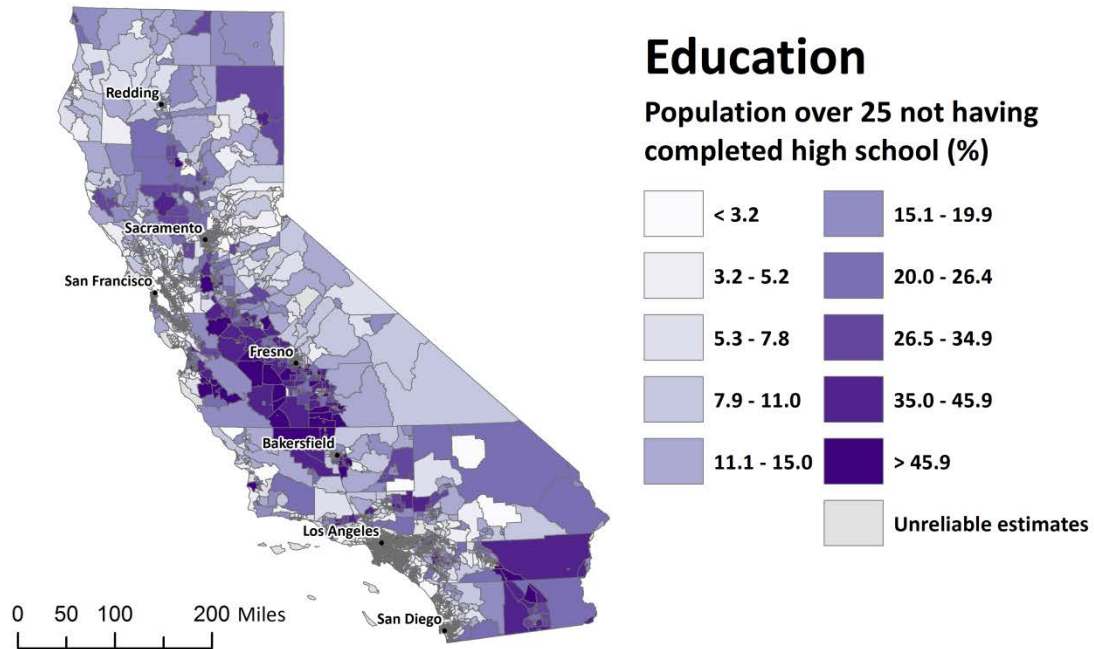 Education
Population over 25 not having
completed high school (%)
< 3.2
3.2 - 5.2
5.3 - 7.8
7.9 - 11.0
11.1 - 15.0
15.1 - 19.9
20.0 - 26.4
26.5 - 34.9
35.0 - 45.9
> 45.9
Unreliable estimates
Redding
Sacramento
San Francisco
Fresno
Bakersfield
Los Angeles
San Diego
0 50 100 200 Miles